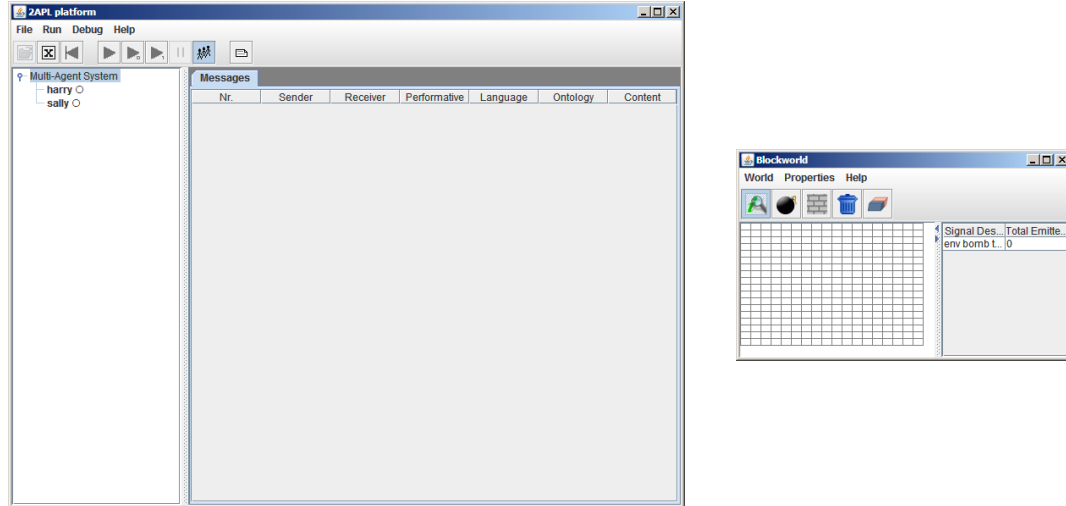 2APL platform
File Run Debug Help
Multi-Agent System
harry
sally
Messages
Nr. Sender Receiver Performative Language Ontology Content
Blockworld
World Properties Help
Signal Des... Total Emitte...
env bomb t... 0